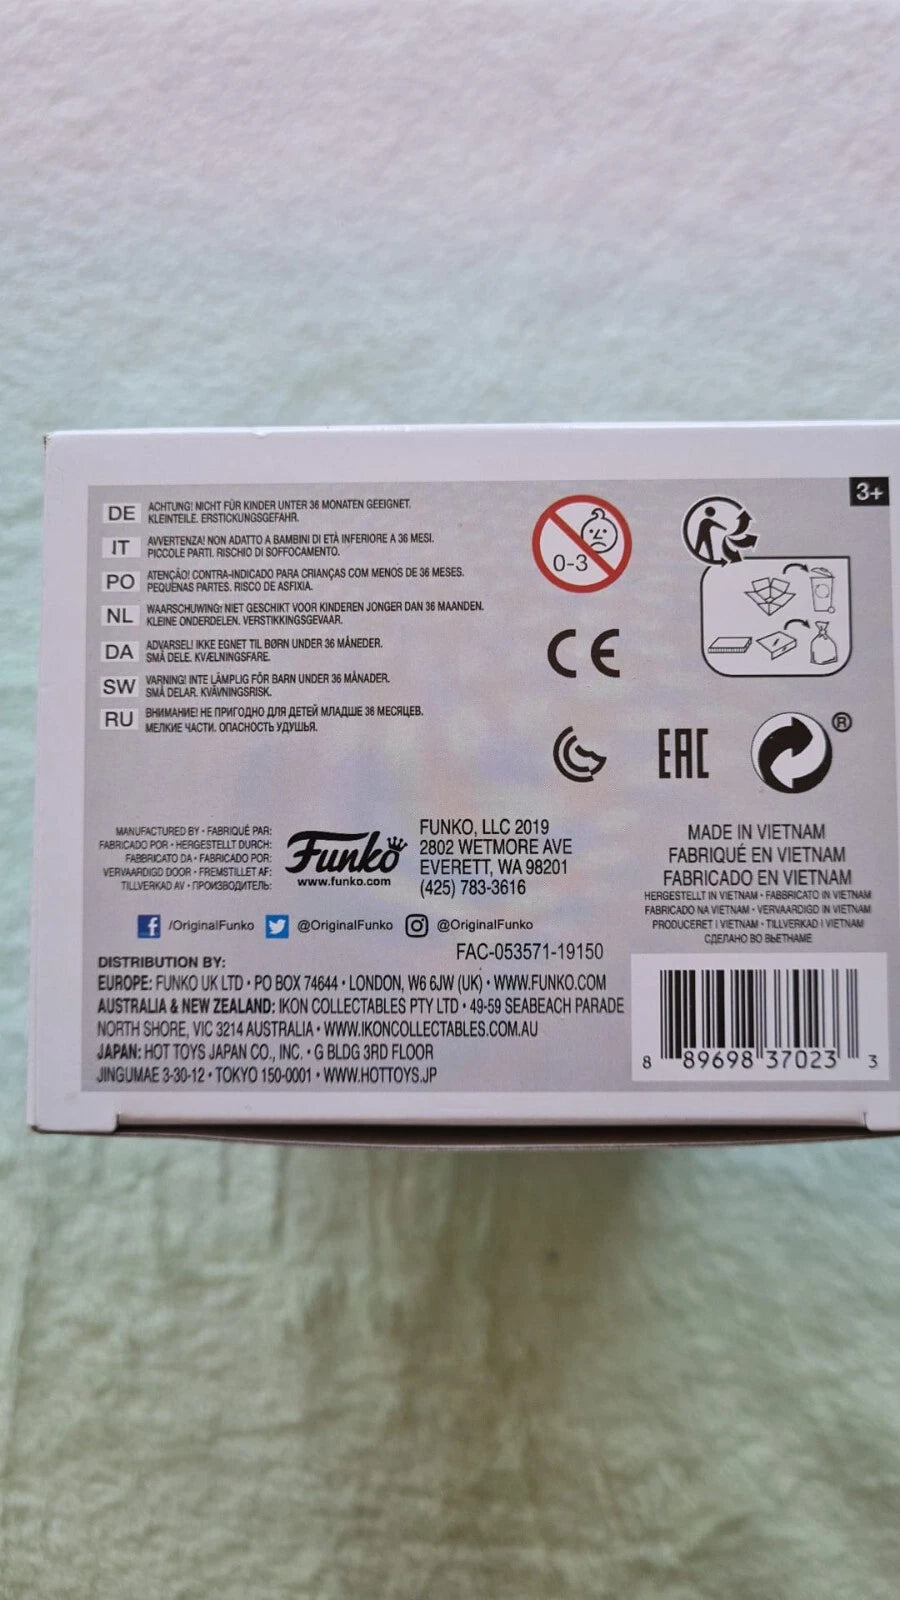 3+
DE ACHTUNG! NICHT FÜR KINDER UNTER 36 MONATEN GEEIGNET.
KLEINTEILE. ERSTICKUNGSGEFAHR.
IT AVVERTENZA! NON ADATTO A BAMBINI DI ETÀ INFERIORE A 36 MESI.
PICCOLE PARTI. RISCHIO DI SOFFOCAMENTO.
PO ATENÇÃO! CONTRA-INDICADO PARA CRIANÇAS COM MENOS DE 36 MESES.
PEQUENAS PARTES. RISCO DE ASFIXIA.
NL WAARSCHUWING! NIET GESCHIKT VOOR KINDEREN JONGER DAN 36 MAANDEN.
KLEINE ONDERDELEN. VERSTIKKINGSGEVAAR.
DA ADVARSEL! IKKE EGNET TIL BØRN UNDER 36 MÅNEDER.
SMÅ DELE. KVÆLNINGSFARE.
SW VARNING! INTE LÄMPLIG FÖR BARN UNDER 36 MÅNADER.
SMÅ DELAR. KVÄVNINGSRISK.
RU ВНИМАНИЕ! НЕ ПРИГОДНО ДЛЯ ДЕТЕЙ МЛАДШЕ 36 МЕСЯЦЕВ.
МЕЛКИЕ ЧАСТИ. ОПАСНОСТЬ УДУШЬЯ.
0-3
CE
EAC
®
MANUFACTURED BY • FABRIQUÉ PAR:
FABRICADO POR • HERGESTELLT DURCH:
FABBRICATO DA • FABRICADO POR:
VERVAARDIGD DOOR • FREMSTILLET AF:
TILLVERKAD AV • ПРОИЗВОДИТЕЛЬ:
Funko
www.funko.com
FUNKO, LLC 2019
2802 WETMORE AVE
EVERETT, WA 98201
(425) 783-3616
MADE IN VIETNAM
FABRIQUÉ EN VIETNAM
FABRICADO EN VIETNAM
HERGESTELLT IN VIETNAM • FABBRICATO IN VIETNAM
FABRICADO NA VIETNAM • VERVAARDIGD IN VIETNAM
PRODUCERET I VIETNAM • TILLVERKAD I VIETNAM
СДЕЛАНО ВО ВЬЕТНАМЕ
/OriginalFunko @OriginalFunko @OriginalFunko
FAC-053571-19150
DISTRIBUTION BY:
EUROPE: FUNKO UK LTD • PO BOX 74644 • LONDON, W6 6JW (UK) • WWW.FUNKO.COM
AUSTRALIA & NEW ZEALAND: IKON COLLECTABLES PTY LTD • 49-59 SEABEACH PARADE
NORTH SHORE, VIC 3214 AUSTRALIA • WWW.IKONCOLLECTABLES.COM.AU
JAPAN: HOT TOYS JAPAN CO., INC. • G BLDG 3RD FLOOR
JINGUMAE 3-30-12 • TOKYO 150-0001 • WWW.HOTTOYS.JP
8 89698 37023 3